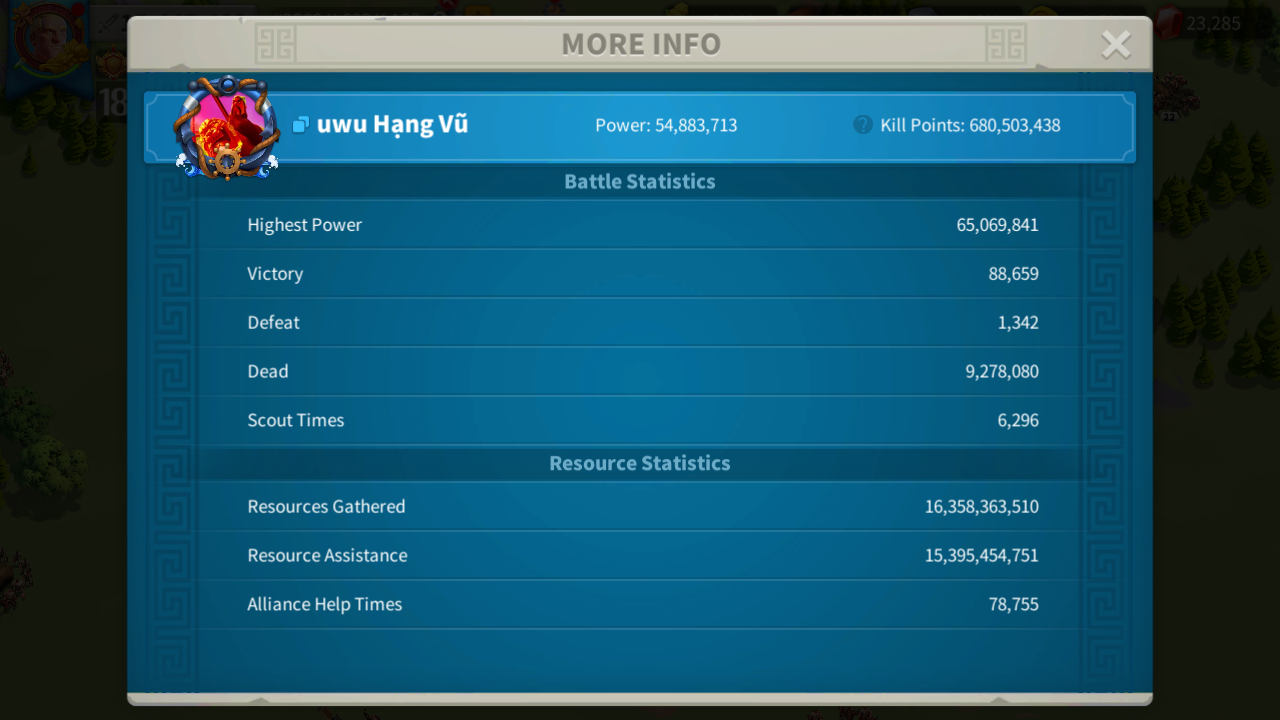 MORE INFO
23,285
18
uwu Hạng Vũ
Power: 54,883,713
? Kill Points: 680,503,438
22
Battle Statistics
Highest Power 65,069,841
Victory 88,659
Defeat 1,342
Dead 9,278,080
Scout Times 6,296
Resource Statistics
Resources Gathered 16,358,363,510
Resource Assistance 15,395,454,751
Alliance Help Times 78,755